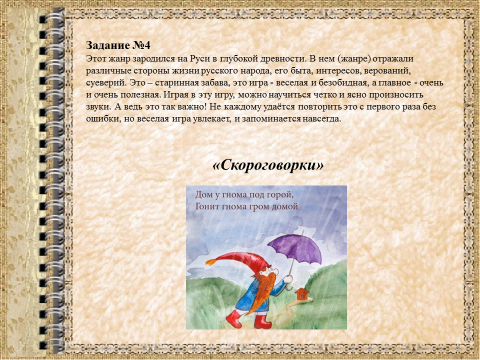 Задание №4
Этот жанр зародился на Руси в глубокой древности. В нем (жанре) отражали
различные стороны жизни русского народа, его быта, интересов, верований,
суеверий. Это – старинная забава, это игра - веселая и безобидная, а главное - очень
и очень полезная. Играя в эту игру, можно научиться четко и ясно произносить
звуки. А ведь это так важно! Не каждому удаётся повторить это с первого раза без
ошибки, но веселая игра увлекает, и запоминается навсегда.
«Скороговорки»
Дом у гнома под горой.
Гонит гнома гром домой